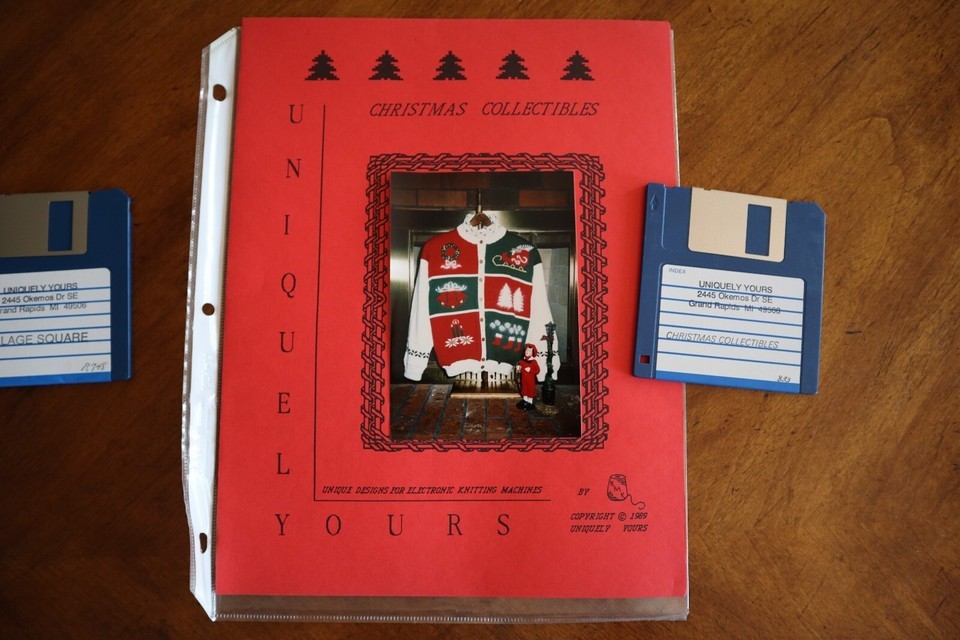 CHRISTMAS COLLECTIBLES
UNIQUELY
YOURS
UNIQUE DESIGNS FOR ELECTRONIC KNITTING MACHINES
BY
COPYRIGHT © 1989
UNIQUELY YOURS
UNIQUELY YOURS
2445 Okemos Dr SE
Grand Rapids MI 49506
LAGE SQUARE
INDEX
UNIQUELY YOURS
2445 Okemos Dr SE
Grand Rapids MI 49506
CHRISTMAS COLLECTIBLES